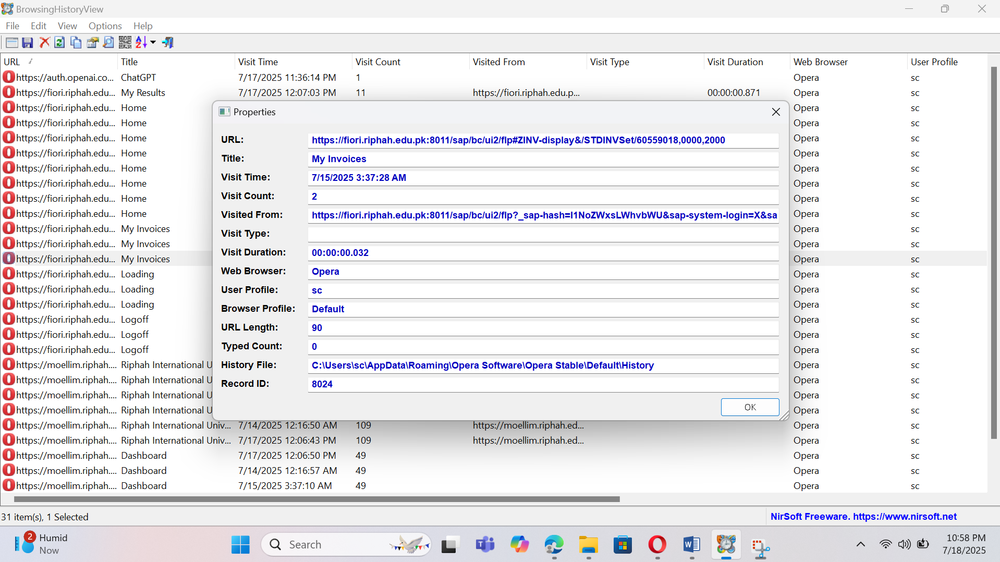 BrowsingHistoryView
File Edit View Options Help
URL Title Visit Time Visit Count Visited From Visit Type Visit Duration Web Browser User Profile
https://auth.openai.co... ChatGPT 7/17/2025 11:36:14 PM 1 Opera sc
https://fiori.riphah.edu... My Results 7/17/2025 12:07:03 PM 11 https://fiori.riphah.edu.p... 00:00:00.871 Opera sc
https://fiori.riphah.edu... Home Opera sc
https://fiori.riphah.edu... Home Opera sc
https://fiori.riphah.edu... Home Opera sc
https://fiori.riphah.edu... Home Opera sc
https://fiori.riphah.edu... Home Opera sc
https://fiori.riphah.edu... Home Opera sc
https://fiori.riphah.edu... Home Opera sc
https://fiori.riphah.edu... Home Opera sc
https://fiori.riphah.edu... My Invoices Opera sc
https://fiori.riphah.edu... My Invoices Opera sc
https://fiori.riphah.edu... My Invoices Opera sc
https://fiori.riphah.edu... Loading Opera sc
https://fiori.riphah.edu... Loading Opera sc
https://fiori.riphah.edu... Loading Opera sc
https://fiori.riphah.edu... Logoff Opera sc
https://fiori.riphah.edu... Logoff Opera sc
https://fiori.riphah.edu... Logoff Opera sc
https://moellim.riphah.... Riphah International U Opera sc
https://moellim.riphah.... Riphah International U Opera sc
https://moellim.riphah.... Riphah International U Opera sc
https://moellim.riphah.... Riphah International U Opera sc
https://moellim.riphah.... Riphah International Univ... 7/14/2025 12:16:50 AM 109 https://moellim.riphah.ed... Opera sc
https://moellim.riphah.... Riphah International Univ... 7/17/2025 12:06:43 PM 109 https://moellim.riphah.ed... Opera sc
https://moellim.riphah.... Dashboard 7/17/2025 12:06:50 PM 49 Opera sc
https://moellim.riphah.... Dashboard 7/14/2025 12:16:57 AM 49 Opera sc
https://moellim.riphah.... Dashboard 7/15/2025 3:37:10 AM 49 Opera sc
Properties
URL: https://fiori.riphah.edu.pk:8011/sap/bc/ui2/flp#ZINV-display&/STDINVSet/60559018,0000,2000
Title: My Invoices
Visit Time: 7/15/2025 3:37:28 AM
Visit Count: 2
Visited From: https://fiori.riphah.edu.pk:8011/sap/bc/ui2/flp?_sap-hash=I1NoZWxsLWhvbWU&sap-system-login=X&sa
Visit Type:
Visit Duration: 00:00:00.032
Web Browser: Opera
User Profile: sc
Browser Profile: Default
URL Length: 90
Typed Count: 0
History File: C:\Users\sc\AppData\Roaming\Opera Software\Opera Stable\Default\History
Record ID: 8024
OK
31 item(s), 1 Selected NirSoft Freeware. https://www.nirsoft.net
2 Humid
Now
Search
10:58 PM
7/18/2025